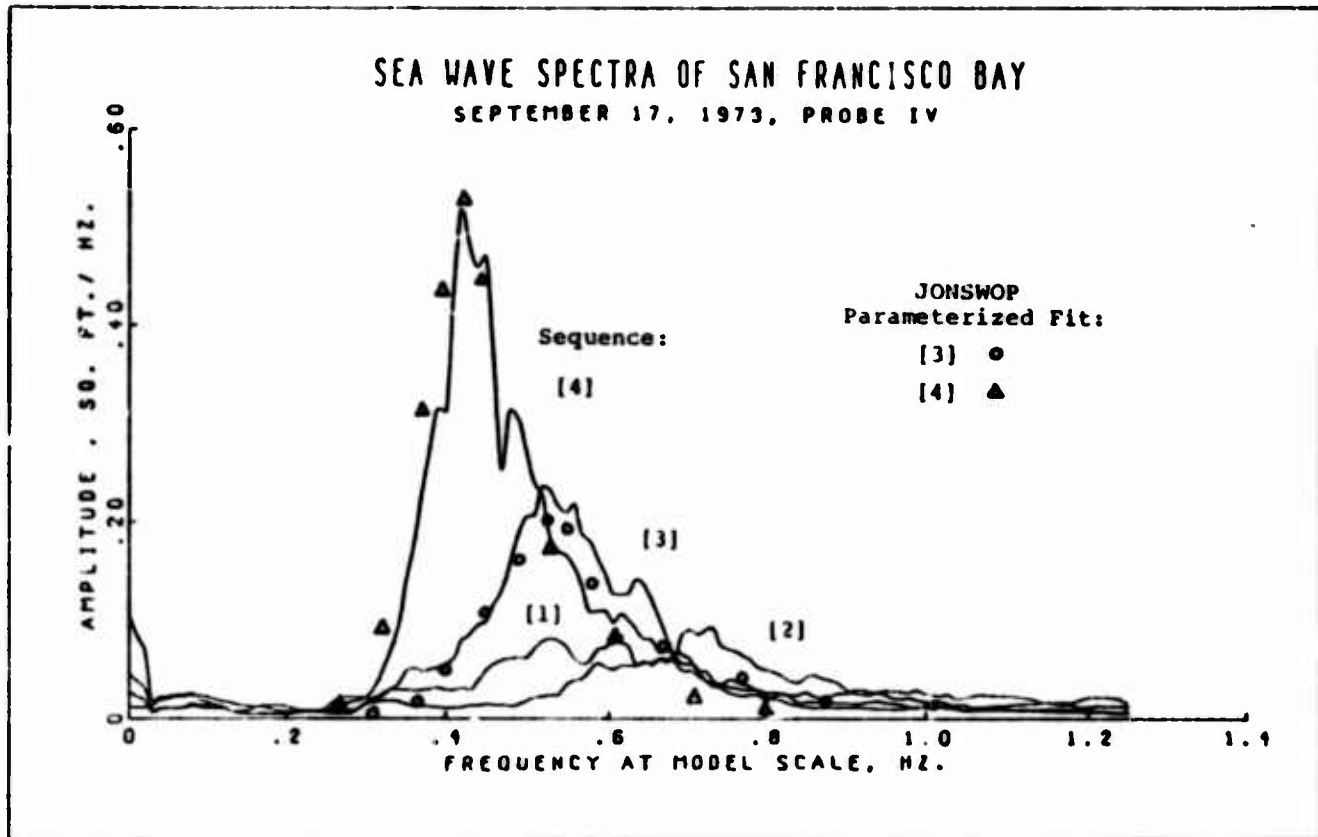 SEA WAVE SPECTRA OF SAN FRANCISCO BAY
SEPTEMBER 17, 1973, PROBE IV
AMPLITUDE , SQ. FT./ HZ.
.60
.40
.20
0
JONSWOP
Parameterized Fit:
[3]
[4]
Sequence:
[4]
[3]
[1]
[2]
0 .2 .4 .6 .8 1.0 1.2 1.4
FREQUENCY AT MODEL SCALE, HZ.